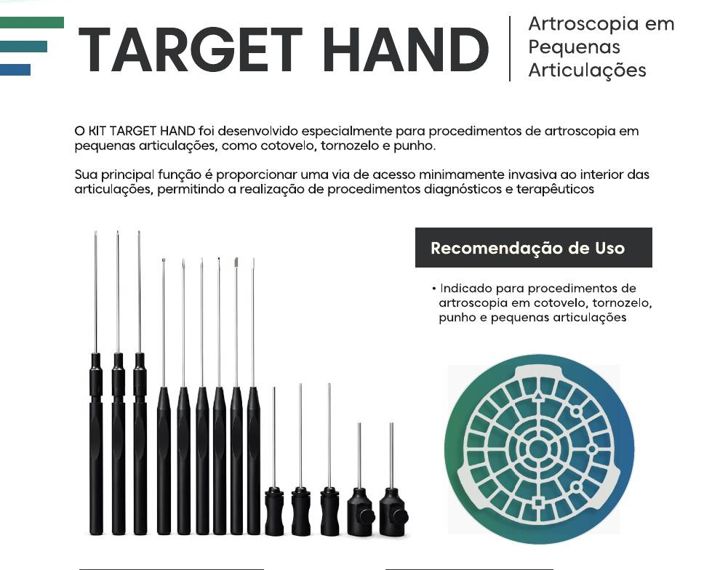 TARGET HAND
Artroscopia em
Pequenas
Articulações
O KIT TARGET HAND foi desenvolvido especialmente para procedimentos de artroscopia em
pequenas articulações, como cotovelo, tornozelo e punho.
Sua principal função é proporcionar uma via de acesso minimamente invasiva ao interior das
articulações, permitindo a realização de procedimentos diagnósticos e terapêuticos
Recomendação de Uso
• Indicado para procedimentos de
artroscopia em cotovelo, tornozelo,
punho e pequenas articulações